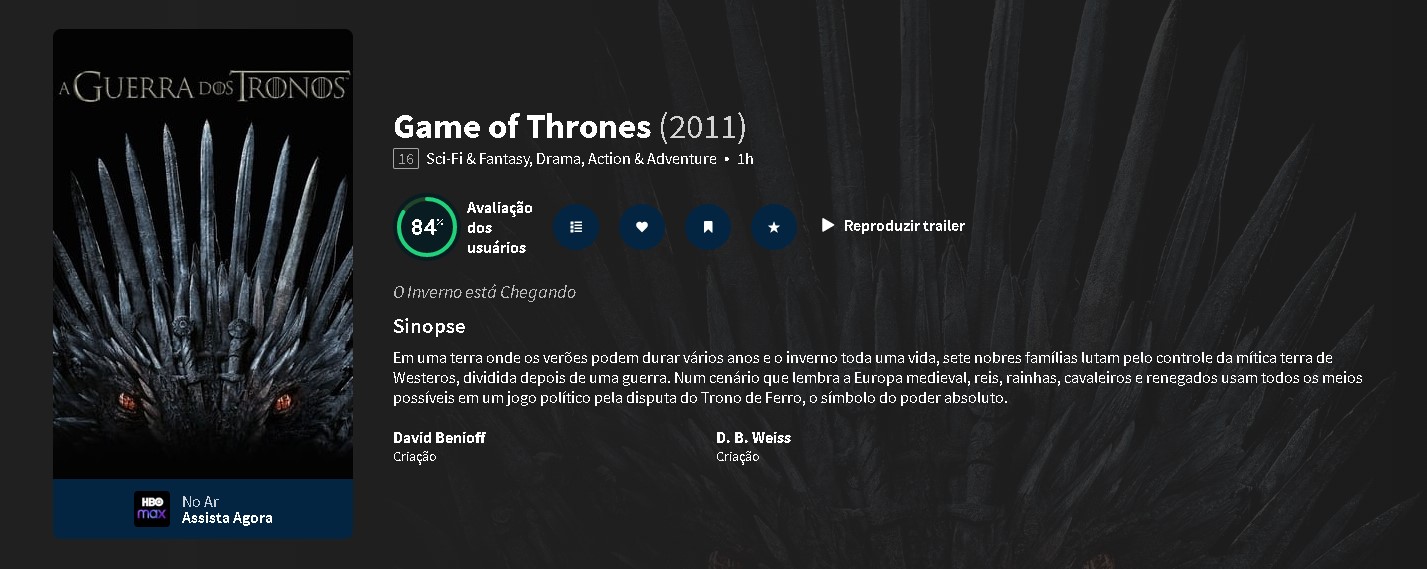 A GUERRA DOS TRONOS
Game of Thrones (2011)
16 Sci-Fi & Fantasy, Drama, Action & Adventure • 1h
84%
Avaliação
dos
usuários
Reproduzir trailer
O Inverno está Chegando
Sinopse
Em uma terra onde os verões podem durar vários anos e o inverno toda uma vida, sete nobres famílias lutam pelo controle da mítica terra de
Westeros, dividida depois de uma guerra. Num cenário que lembra a Europa medieval, reis, rainhas, cavaleiros e renegados usam todos os meios
possíveis em um jogo político pela disputa do Trono de Ferro, o símbolo do poder absoluto.
David Benioff
Criação
D. B. Weiss
Criação
HBO
max
No Ar
Assista Agora